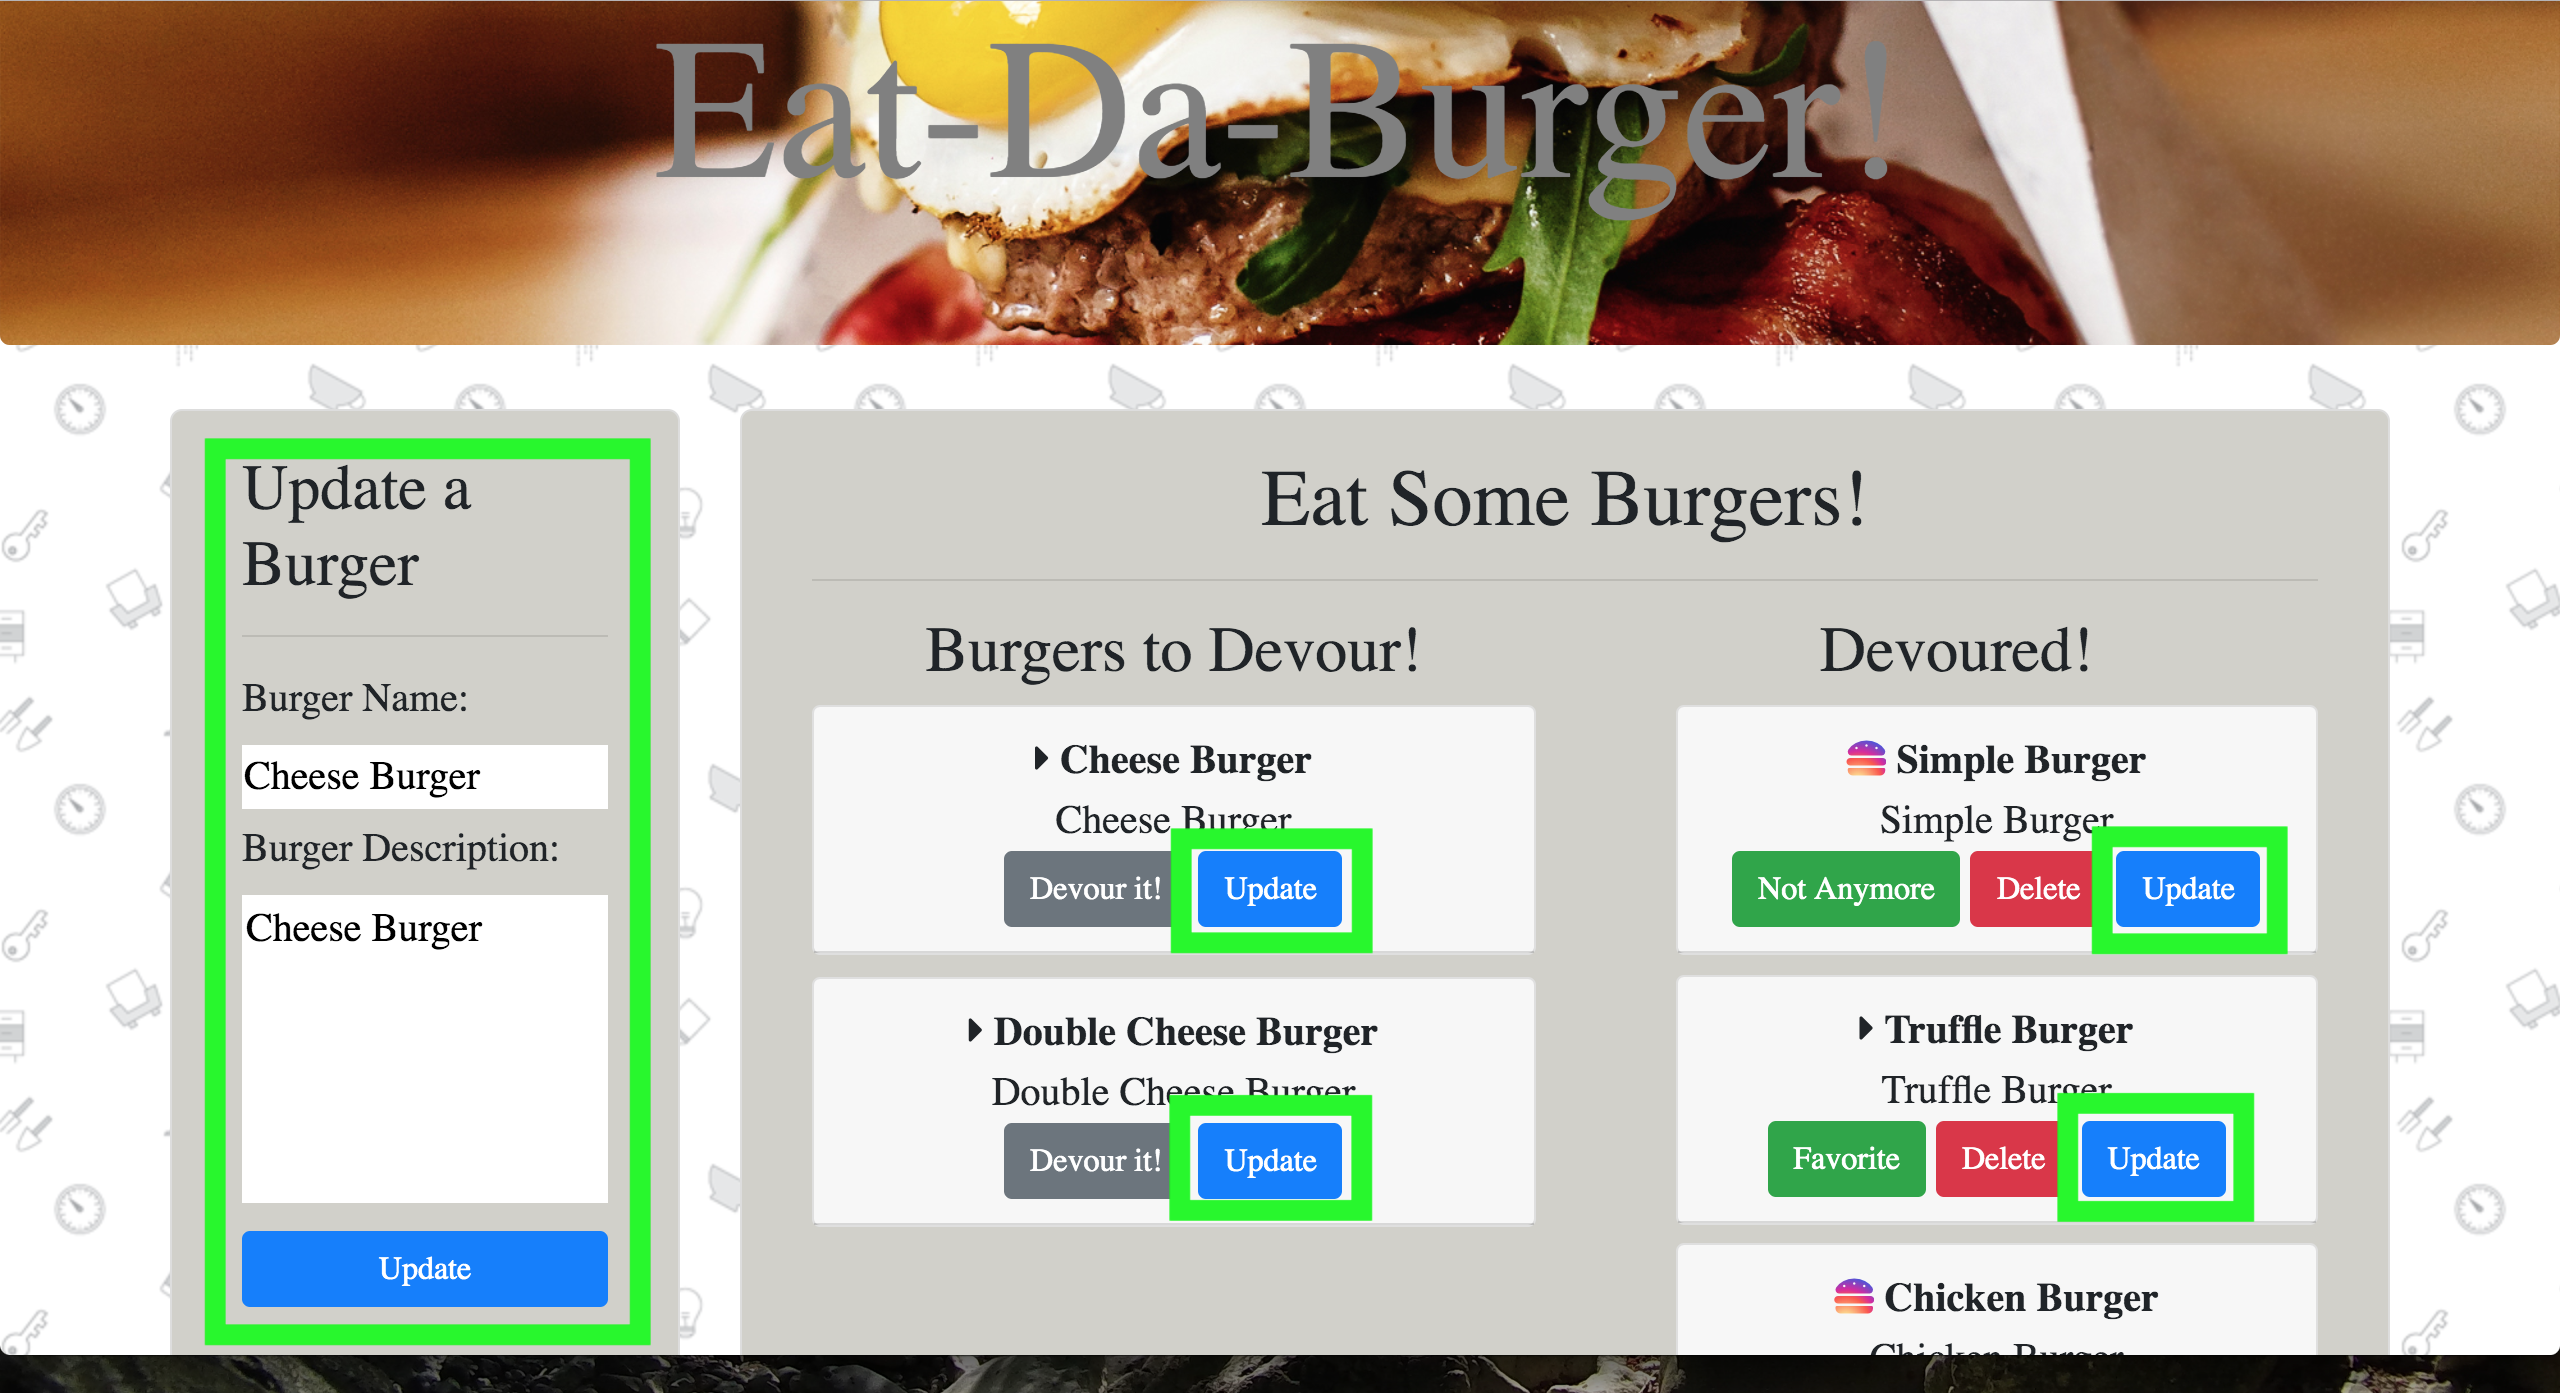 Eat-Da-Burger!
Update a
Burger
Burger Name:
Cheese Burger
Burger Description:
Cheese Burger
Update
Eat Some Burgers!
Burgers to Devour!
Cheese Burger
Cheese Burger
Devour it!
Update
Double Cheese Burger
Double Cheese Burger
Devour it!
Update
Devoured!
Simple Burger
Simple Burger
Not Anymore
Delete
Update
Truffle Burger
Truffle Burger
Favorite
Delete
Update
Chicken Burger
Chicken Burger